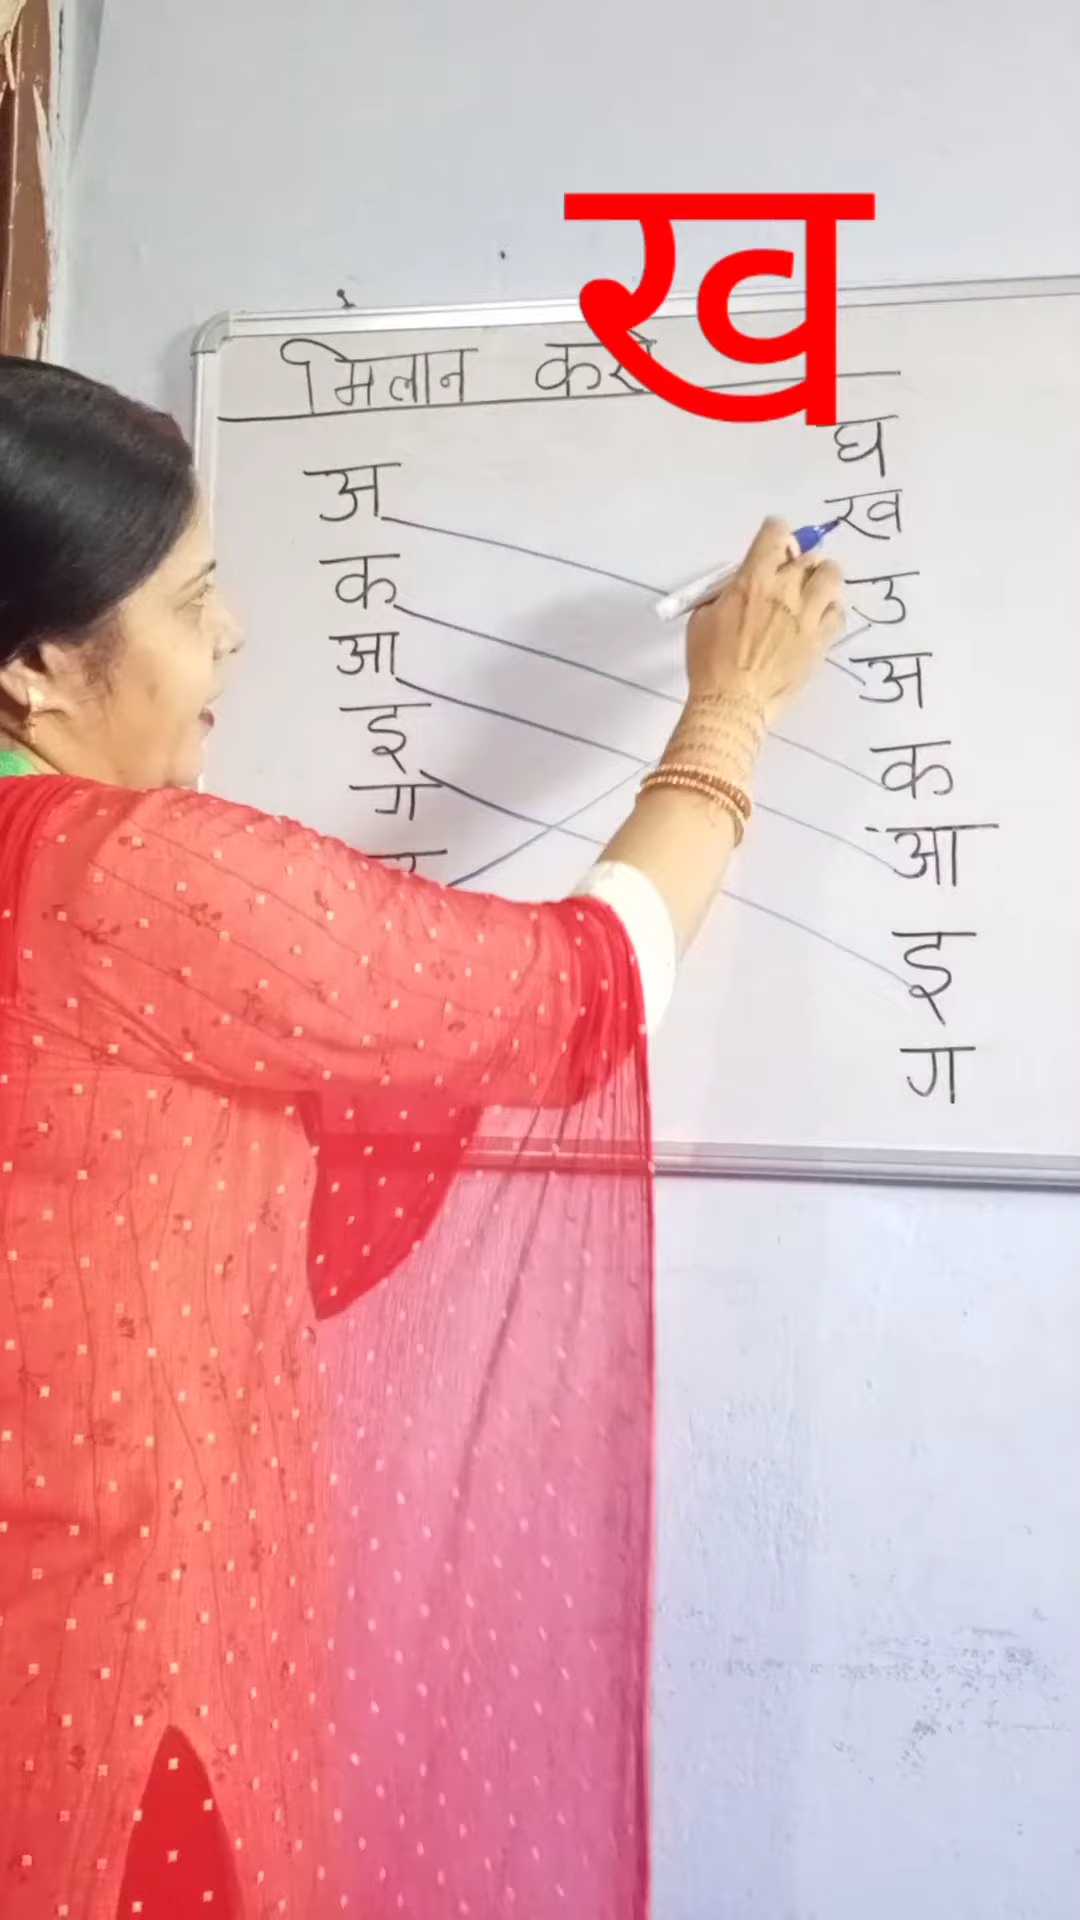 ख
मिलान करो
अ
क
आ
इ
ग
घ
ख
उ
अ
क
आ
इ
ग